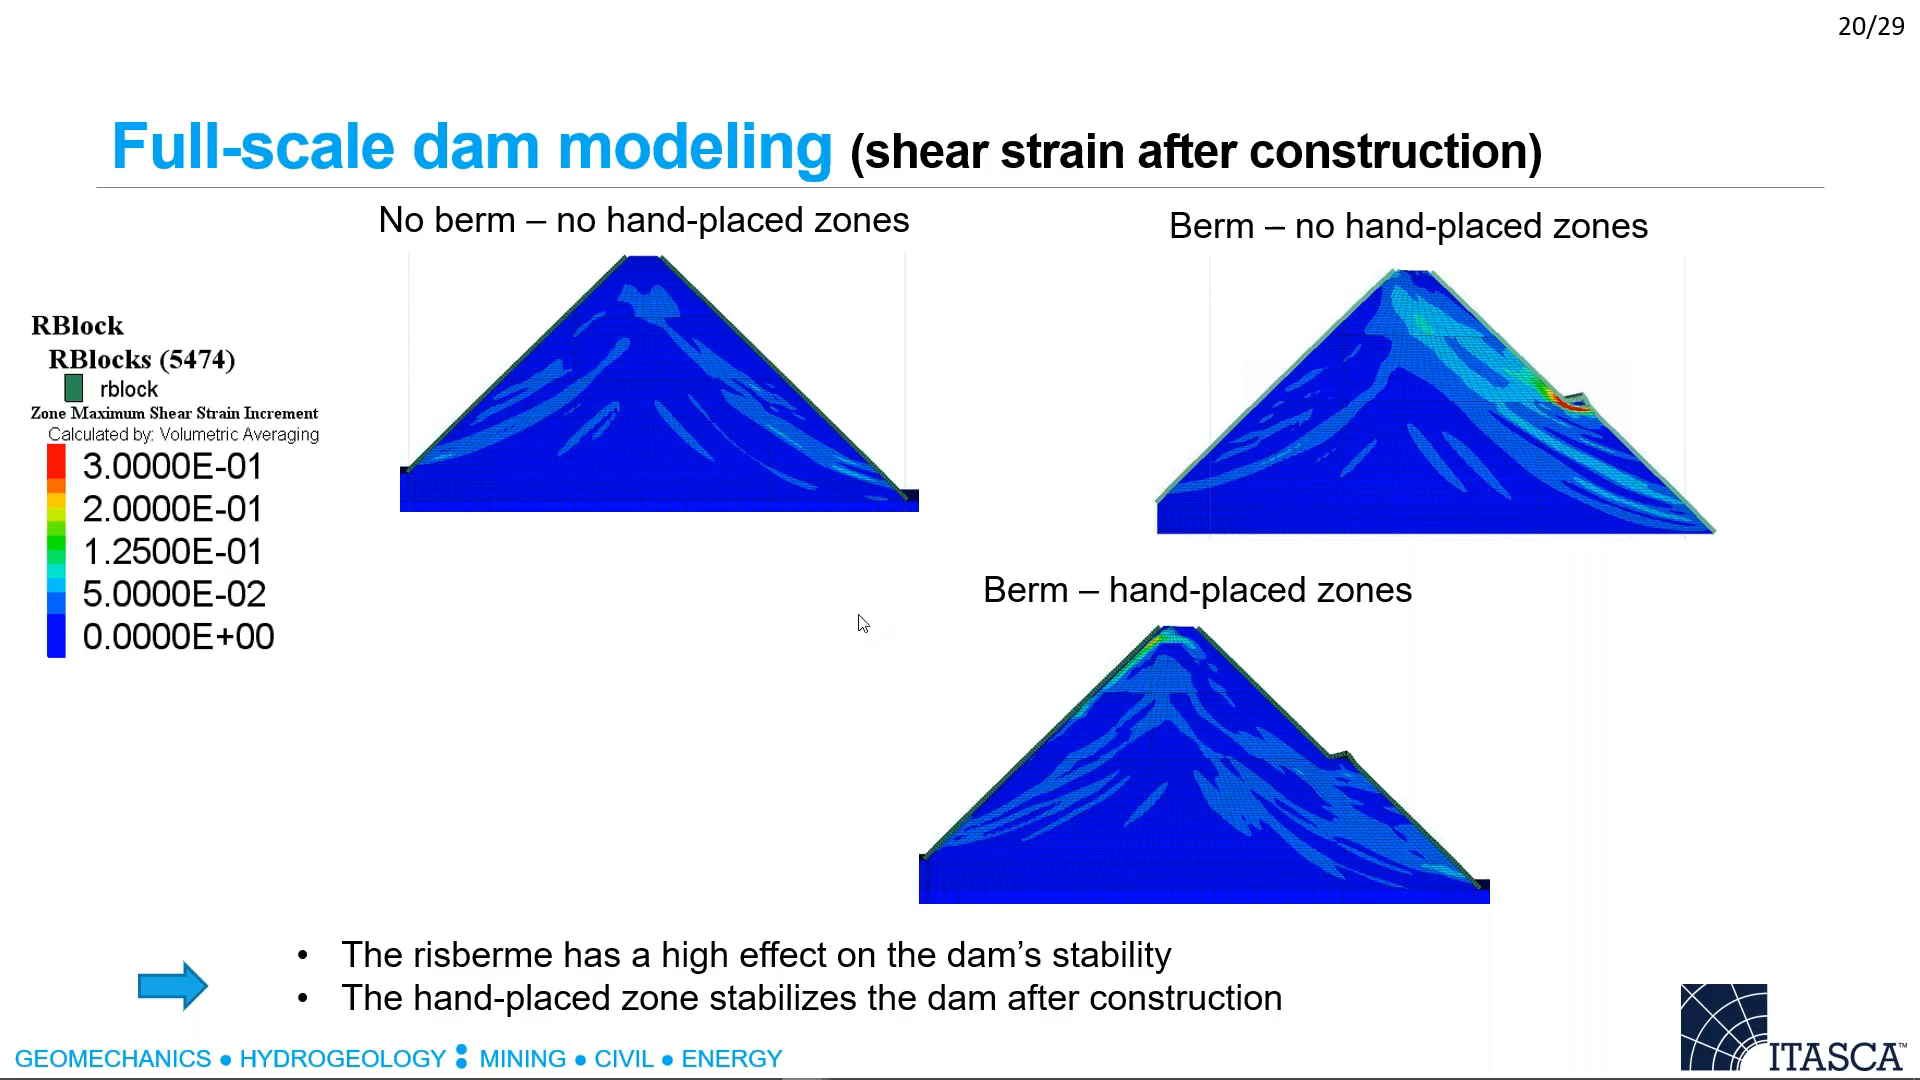 20/29
Full-scale dam modeling (shear strain after construction)
No berm – no hand-placed zones
Berm – no hand-placed zones
RBlock
RBlocks (5474)
rblock
Zone Maximum Shear Strain Increment
Calculated by: Volumetric Averaging
3.0000E-01
2.0000E-01
1.2500E-01
5.0000E-02
0.0000E+00
Berm – hand-placed zones
• The risberme has a high effect on the dam’s stability
• The hand-placed zone stabilizes the dam after construction
GEOMECHANICS ● HYDROGEOLOGY ● MINING ● CIVIL ● ENERGY
ITASCA™